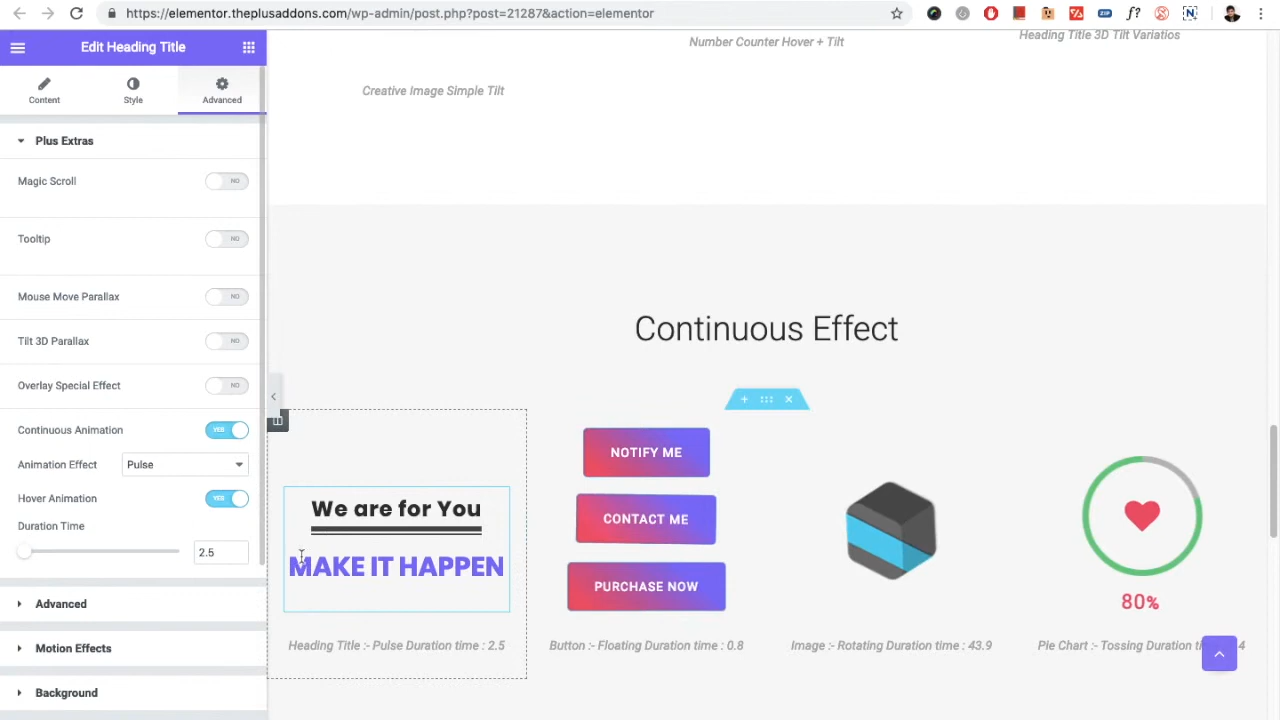 https://elementor.theplusaddons.com/wp-admin/post.php?post=21287&action=elementor
ZIP
f?
N
Edit Heading Title
Content
Style
Advanced
Plus Extras
Magic Scroll
NO
Tooltip
NO
Mouse Move Parallax
NO
Tilt 3D Parallax
NO
Overlay Special Effect
NO
Continuous Animation
YES
Animation Effect
Pulse
Hover Animation
YES
Duration Time
2.5
Advanced
Motion Effects
Background
Number Counter Hover + Tilt
Heading Title 3D Tilt Variatios
Creative Image Simple Tilt
Continuous Effect
We are for You
MAKE IT HAPPEN
Heading Title :- Pulse Duration time : 2.5
NOTIFY ME
CONTACT ME
PURCHASE NOW
Button :- Floating Duration time : 0.8
Image :- Rotating Duration time : 43.9
80%
Pie Chart :- Tossing Duration ti 4